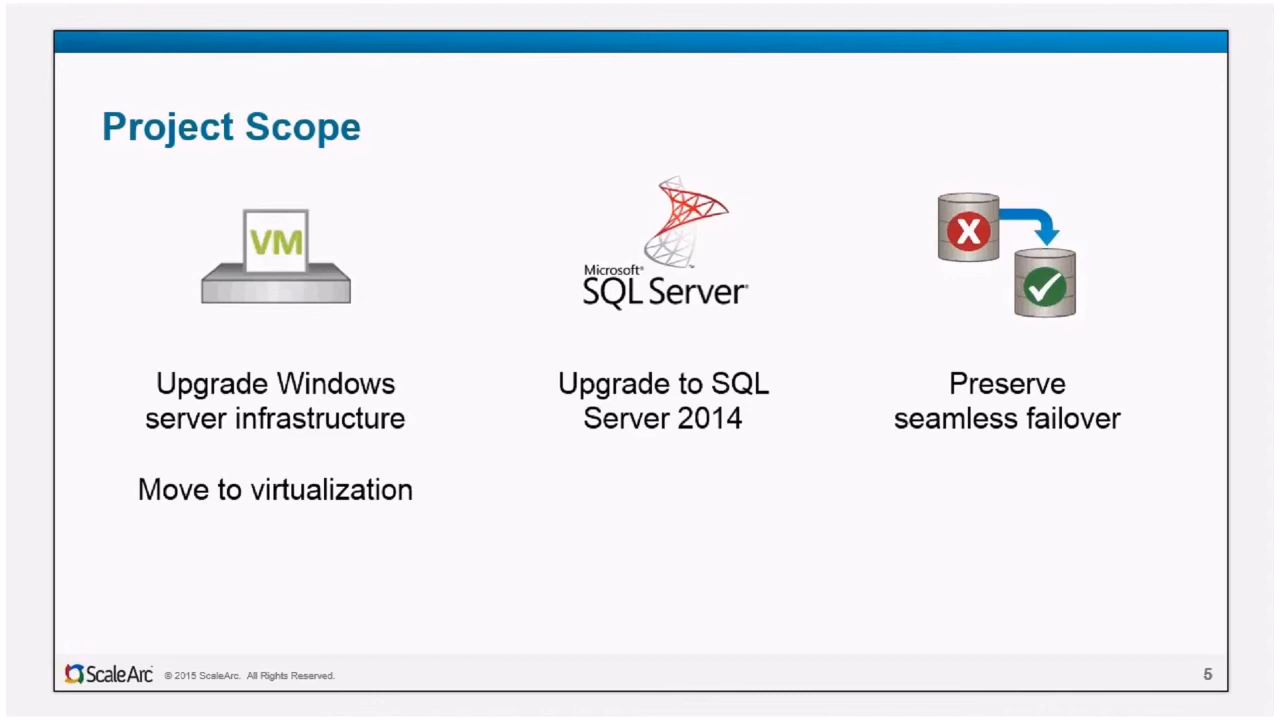 Project Scope
VM
Microsoft®
SQL Server®
X
Upgrade Windows
server infrastructure
Move to virtualization
Upgrade to SQL
Server 2014
Preserve
seamless failover
ScaleArc
© 2015 ScaleArc. All Rights Reserved.
5